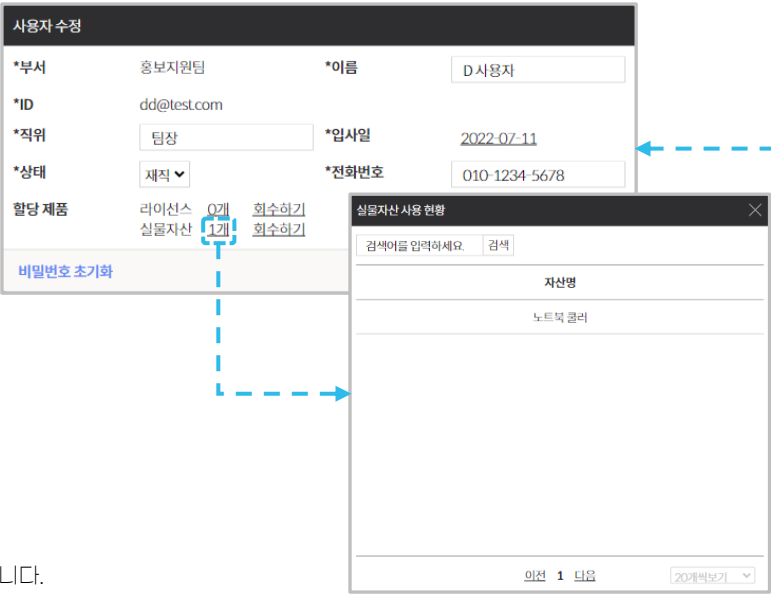 사용자 수정
*부서 홍보지원팀 *이름 D 사용자
*ID dd@test.com
*직위 팀장 *입사일 2022-07-11
*상태 재직 *전화번호 010-1234-5678
할당 제품 라이선스 0개 회수하기
실물자산 1개 회수하기
비밀번호 초기화
실물자산 사용 현황
검색어를 입력하세요. 검색
자산명
노트북 쿨러
이전 1 다음 20개씩보기
니다.